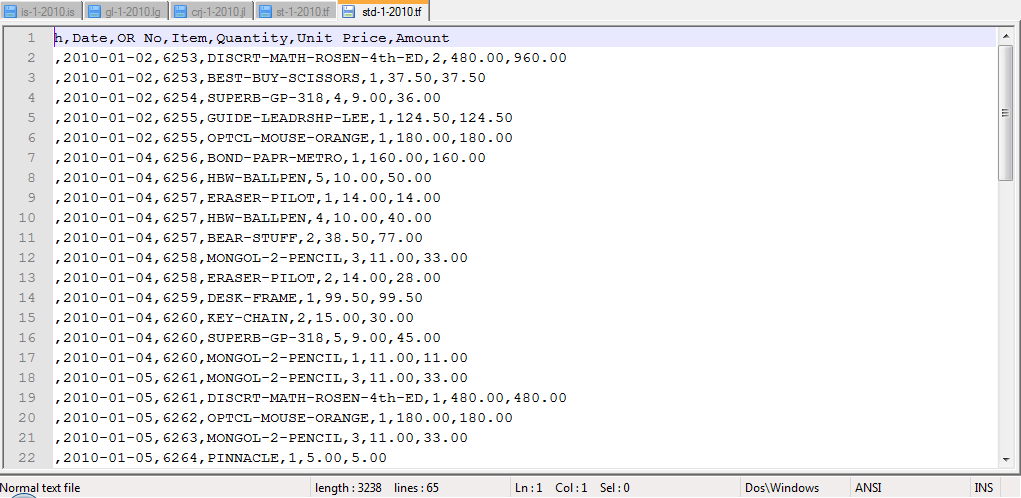 is-1-2010.is gl-1-2010.lg crj-1-2010.jl st-1-2010.tf std-1-2010.tf
1 h,Date,OR No,Item,Quantity,Unit Price,Amount
2 ,2010-01-02,6253,DISCRT-MATH-ROSEN-4th-ED,2,480.00,960.00
3 ,2010-01-02,6253,BEST-BUY-SCISSORS,1,37.50,37.50
4 ,2010-01-02,6254,SUPERB-GP-318,4,9.00,36.00
5 ,2010-01-02,6255,GUIDE-LEADRSHP-LEE,1,124.50,124.50
6 ,2010-01-02,6255,OPTCL-MOUSE-ORANGE,1,180.00,180.00
7 ,2010-01-04,6256,BOND-PAPR-METRO,1,160.00,160.00
8 ,2010-01-04,6256,HBW-BALLPEN,5,10.00,50.00
9 ,2010-01-04,6257,ERASER-PILOT,1,14.00,14.00
10 ,2010-01-04,6257,HBW-BALLPEN,4,10.00,40.00
11 ,2010-01-04,6257,BEAR-STUFF,2,38.50,77.00
12 ,2010-01-04,6258,MONGOL-2-PENCIL,3,11.00,33.00
13 ,2010-01-04,6258,ERASER-PILOT,2,14.00,28.00
14 ,2010-01-04,6259,DESK-FRAME,1,99.50,99.50
15 ,2010-01-04,6260,KEY-CHAIN,2,15.00,30.00
16 ,2010-01-04,6260,SUPERB-GP-318,5,9.00,45.00
17 ,2010-01-04,6260,MONGOL-2-PENCIL,1,11.00,11.00
18 ,2010-01-05,6261,MONGOL-2-PENCIL,3,11.00,33.00
19 ,2010-01-05,6261,DISCRT-MATH-ROSEN-4th-ED,1,480.00,480.00
20 ,2010-01-05,6262,OPTCL-MOUSE-ORANGE,1,180.00,180.00
21 ,2010-01-05,6263,MONGOL-2-PENCIL,3,11.00,33.00
22 ,2010-01-05,6264,PINNACLE,1,5.00,5.00
Normal text file length : 3238 lines : 65 Ln : 1 Col : 1 Sel : 0 Dos\Windows ANSI INS